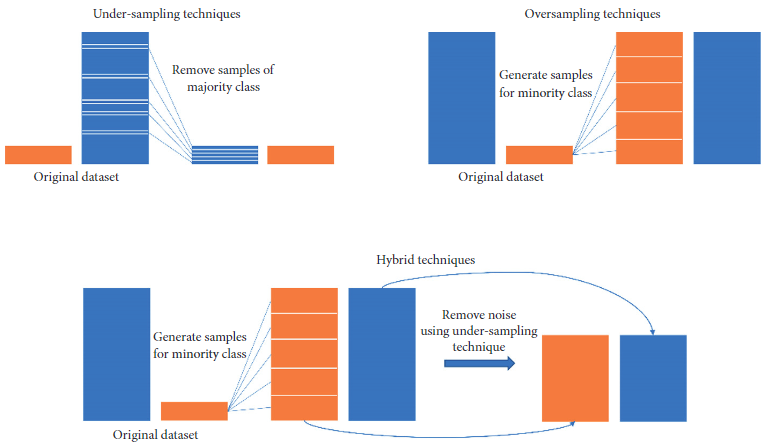 Under-sampling techniques
Remove samples of
majority class
Original dataset
Oversampling techniques
Generate samples
for minority class
Original dataset
Hybrid techniques
Generate samples
for minority class
Original dataset
Remove noise
using under-sampling
technique